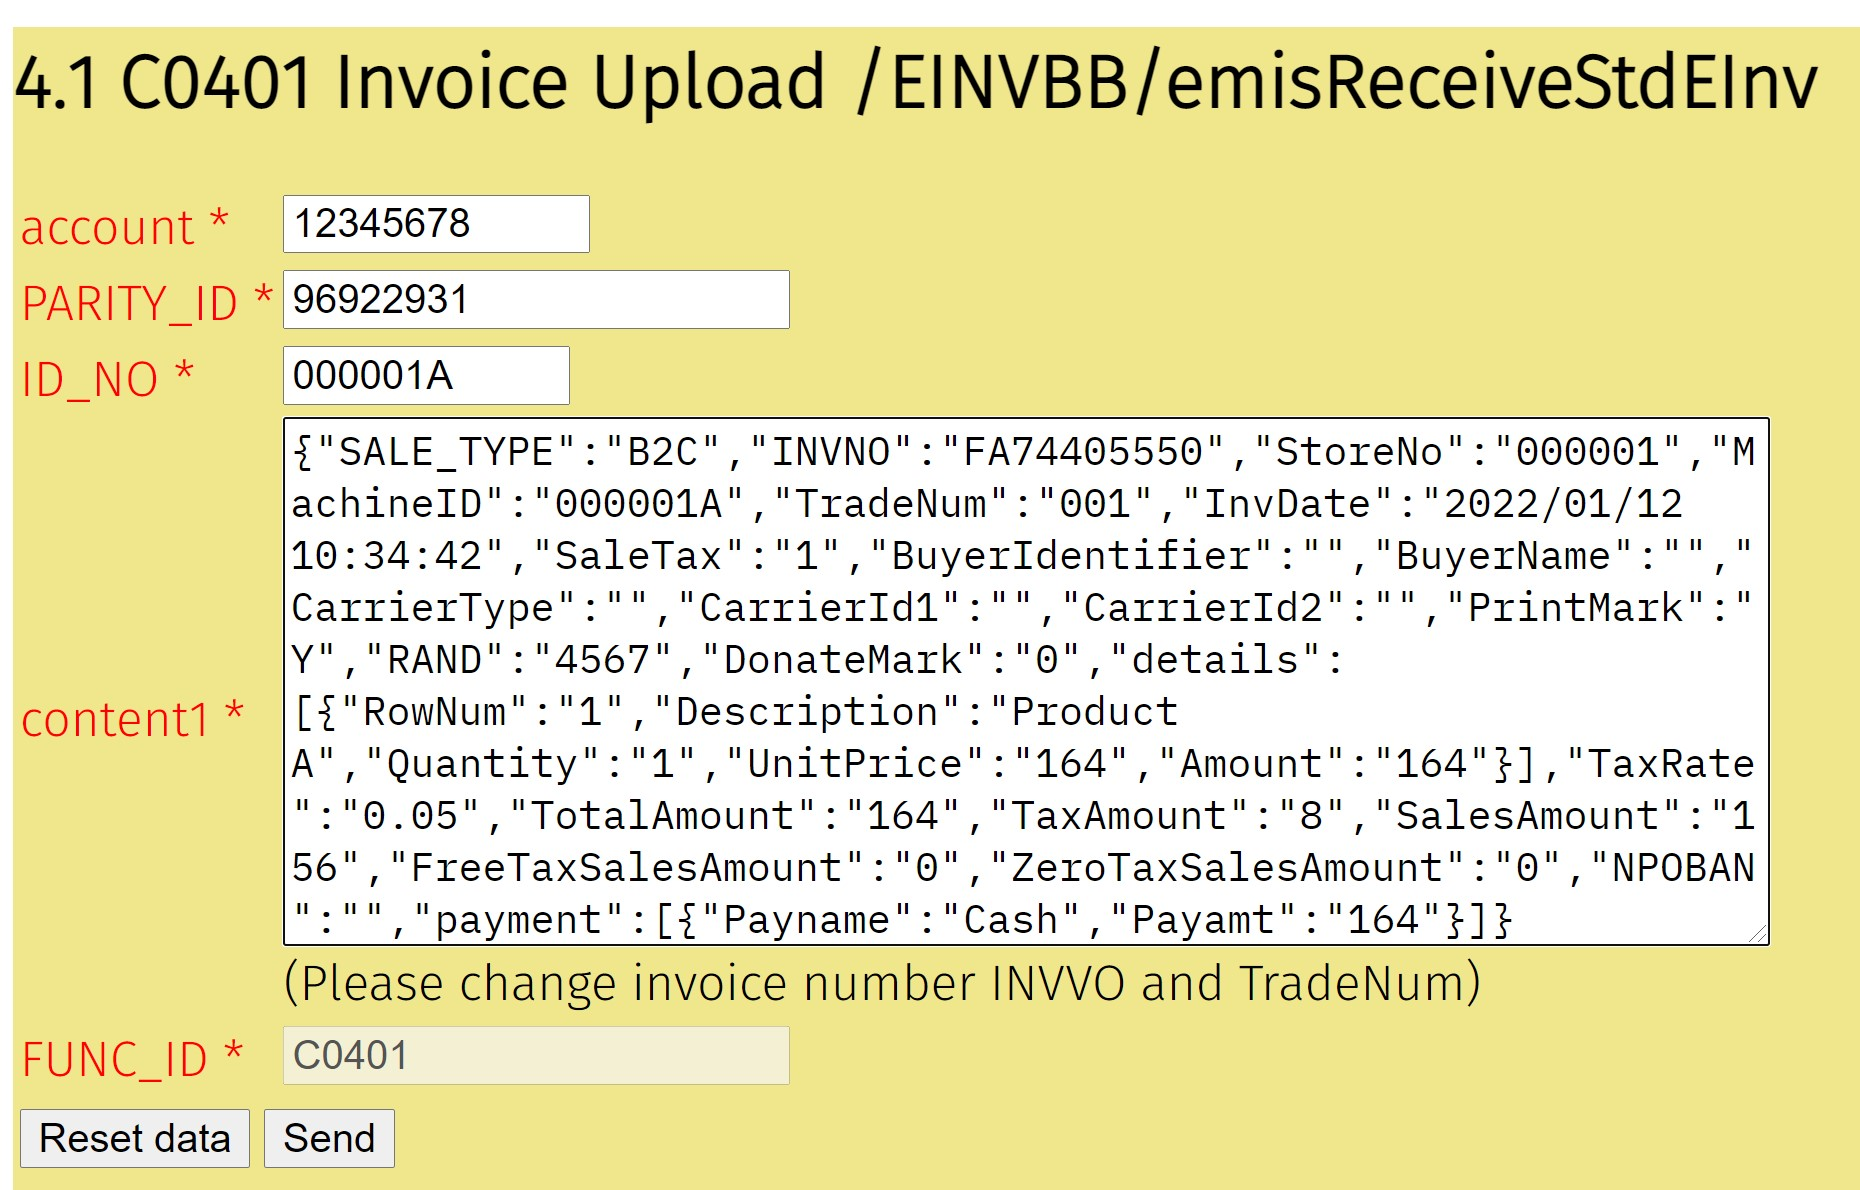 4.1 C0401 Invoice Upload /EINVBB/emisReceiveStdEInv
account * 12345678
PARITY_ID * 96922931
ID_NO * 000001A
content1 *
{"SALE_TYPE":"B2C","INVNO":"FA74405550","StoreNo":"000001","M
achineID":"000001A","TradeNum":"001","InvDate":"2022/01/12
10:34:42","SaleTax":"1","BuyerIdentifier":"","BuyerName":"","
CarrierType":"","CarrierId1":"","CarrierId2":"","PrintMark":"
Y","RAND":"4567","DonateMark":"0","details":
[{"RowNum":"1","Description":"Product
A","Quantity":"1","UnitPrice":"164","Amount":"164"}],"TaxRate
":"0.05","TotalAmount":"164","TaxAmount":"8","SalesAmount":"1
56","FreeTaxSalesAmount":"0","ZeroTaxSalesAmount":"0","NPOBAN
":"","payment":[{"Payname":"Cash","Payamt":"164"}]}
(Please change invoice number INVVO and TradeNum)
FUNC_ID * C0401
Reset data Send